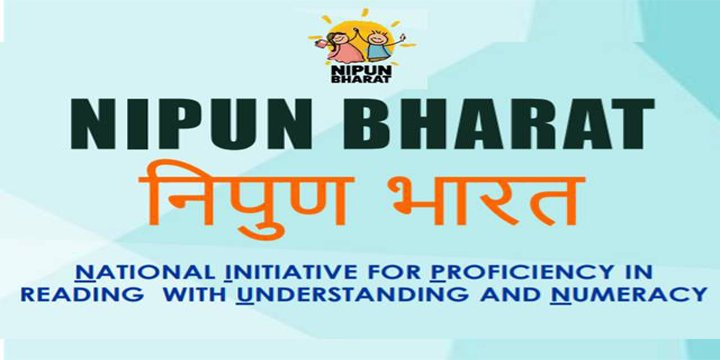 NIPUN
BHARAT
NIPUN BHARAT
निपुण भारत
NATIONAL INITIATIVE FOR PROFICIENCY IN
READING WITH UNDERSTANDING AND NUMERACY